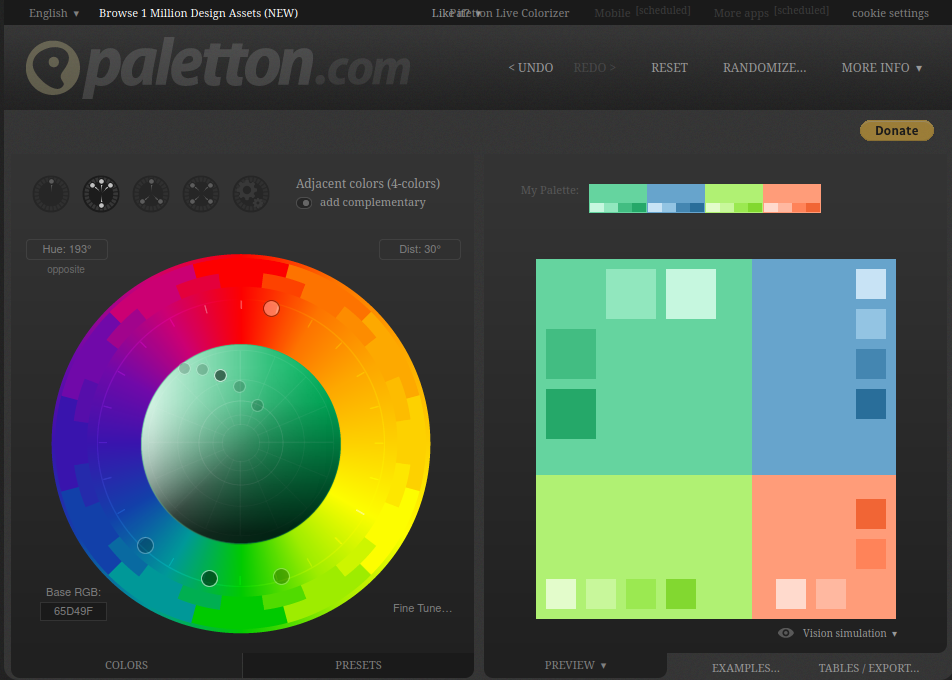 English ▾
Browse 1 Million Design Assets (NEW)
Paletton Live Colorizer
Mobile [scheduled]
More apps [scheduled]
cookie settings
paletton.com
< UNDO
REDO >
RESET
RANDOMIZE...
MORE INFO ▾
Donate
Adjacent colors (4-colors)
add complementary
My Palette:
Hue: 193°
opposite
Dist: 30°
Base RGB:
65D49F
Fine Tune...
Vision simulation ▾
COLORS
PRESETS
PREVIEW ▾
EXAMPLES...
TABLES / EXPORT...